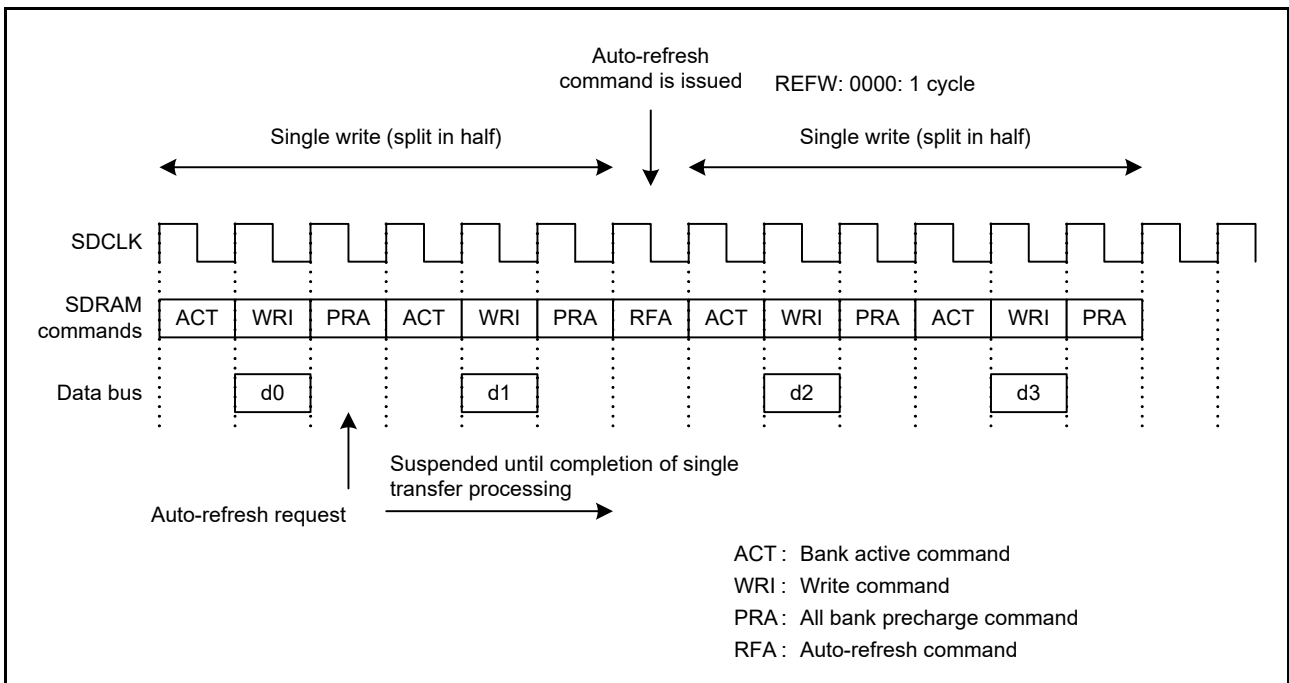 Auto-refresh
command is issued
REFW: 0000: 1 cycle
Single write (split in half)
Single write (split in half)
SDCLK
SDRAM
commands
ACT WRI PRA ACT WRI PRA RFA ACT WRI PRA ACT WRI PRA
Data bus
d0 d1 d2 d3
Suspended until completion of single
transfer processing
Auto-refresh request
ACT : Bank active command
WRI : Write command
PRA : All bank precharge command
RFA : Auto-refresh command